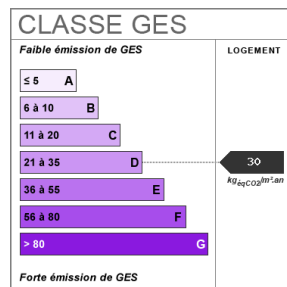 CLASSE GES
Faible émission de GES
LOGEMENT
≤ 5 A
6 à 10 B
11 à 20 C
21 à 35 D
30
kgéqCO2/m².an
36 à 55 E
56 à 80 F
> 80 G
Forte émission de GES